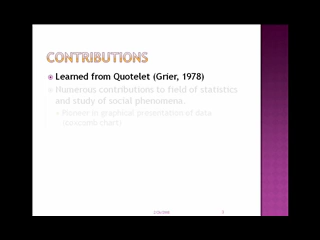 CONTRIBUTIONS
Learned from Quotelet (Grier, 1978)
Numerous contributions to field of statistics
and study of social phenomena.
Pioneer in graphical presentation of data
(coxcomb chart)
3